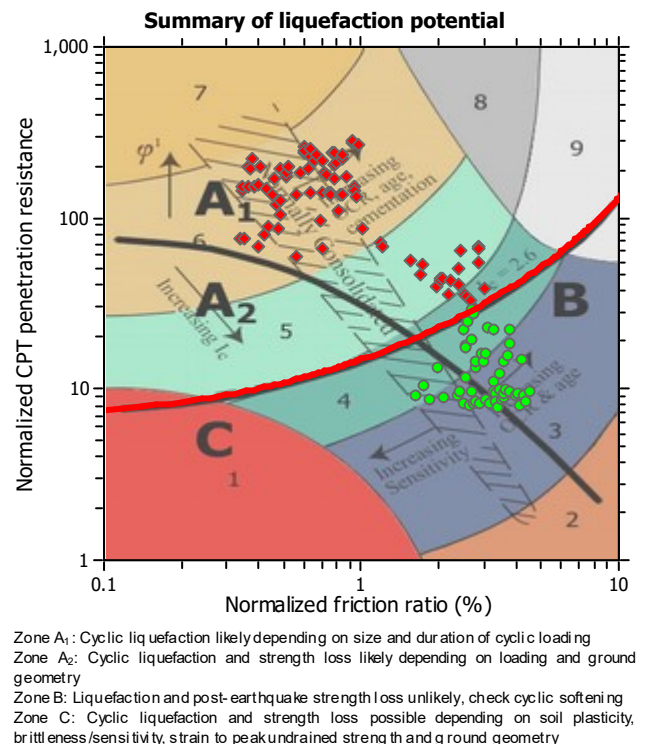 Summary of liquefaction potential
Normalized CPT penetration resistance
1,000
100
10
1
7
8
9
φ'
A1
6
A2
Increasing Ic
5
Normally Consolidated
cementation
= 2.6
B
4
C
1
Increasing
Sensitivity
3
2
0.1
1
10
Normalized friction ratio (%)
Zone A1: Cyclic liquefaction likely depending on size and duration of cyclic loading
Zone A2: Cyclic liquefaction and strength loss likely depending on loading and ground
geometry
Zone B: Liquefaction and post-earthquake strength loss unlikely, check cyclic softening
Zone C: Cyclic liquefaction and strength loss possible depending on soil plasticity,
brittleness/sensitivity, strain to peak undrained strength and ground geometry